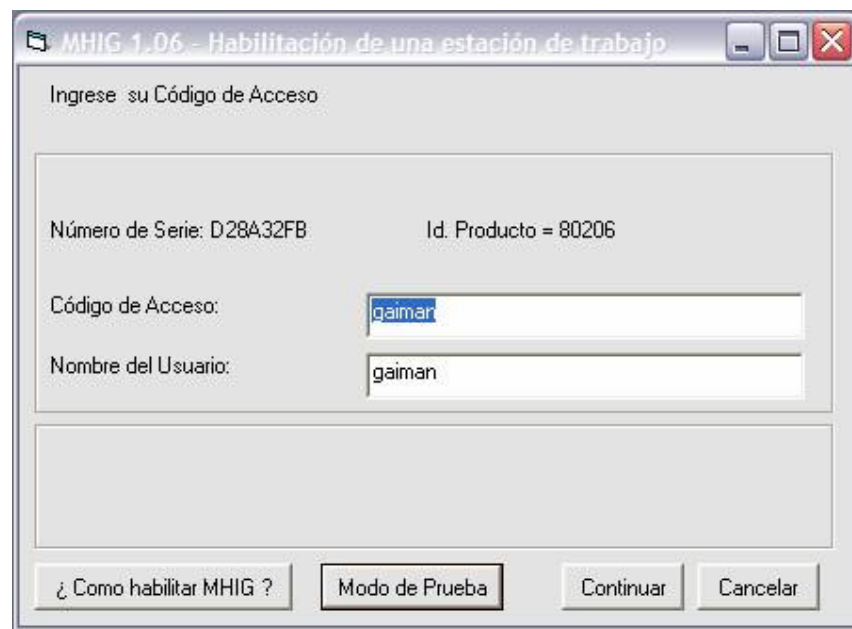 MHIG 1.06 - Habilitación de una estación de trabajo
Ingrese su Código de Acceso
Número de Serie: D28A32FB Id. Producto = 80206
Código de Acceso: gaiman
Nombre del Usuario: gaiman
¿ Como habilitar MHIG ? Modo de Prueba Continuar Cancelar